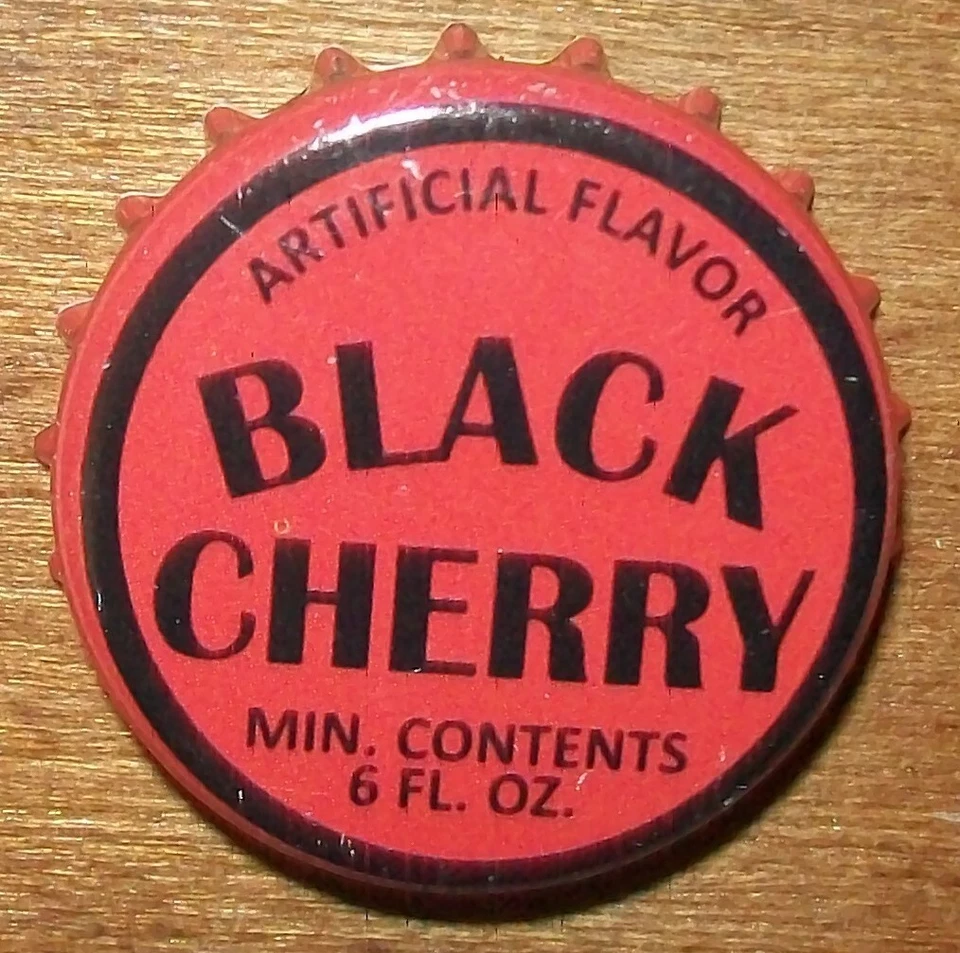 ARTIFICIAL FLAVOR
BLACK
CHERRY
MIN. CONTENTS
6 FL. OZ.